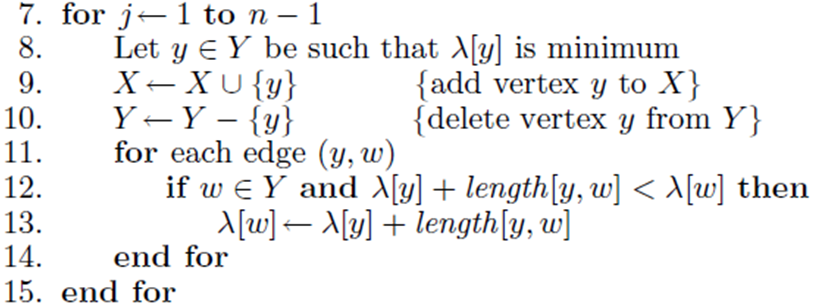 7. for j ← 1 to n − 1
8. Let y ∈ Y be such that λ[y] is minimum
9. X ← X ∪ {y} {add vertex y to X}
10. Y ← Y − {y} {delete vertex y from Y}
11. for each edge (y, w)
12. if w ∈ Y and λ[y] + length[y, w] < λ[w] then
13. λ[w] ← λ[y] + length[y, w]
14. end for
15. end for